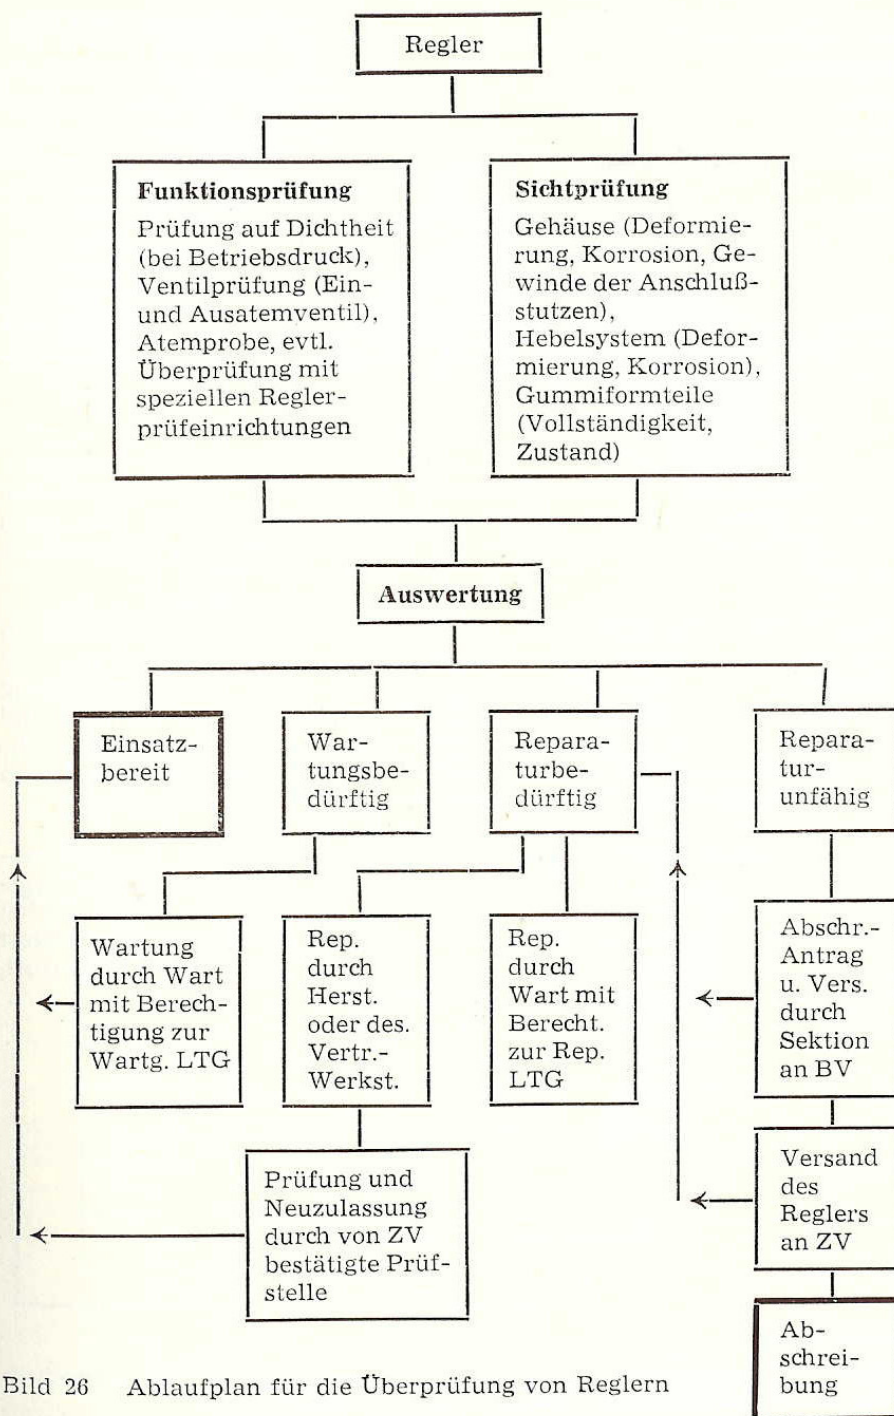 Regler
Funktionsprüfung
Prüfung auf Dichtheit
(bei Betriebsdruck),
Ventilprüfung (Ein-
und Ausatemventil),
Atemprobe, evtl.
Überprüfung mit
speziellen Regler-
prüfeinrichtungen
Sichtprüfung
Gehäuse (Deformie-
rung, Korrosion, Ge-
winde der Anschluß-
stutzen),
Hebelsystem (Defor-
mierung, Korrosion),
Gummiformteile
(Vollständigkeit,
Zustand)
Auswertung
Einsatz-
bereit
War-
tungsbe-
dürftig
Repara-
turbe-
dürftig
Repara-
tur-
unfähig
Wartung
durch Wart
mit Berech-
tigung zur
Wartg. LTG
Rep.
durch
Herst.
oder des.
Vertr.-
Werkst.
Rep.
durch
Wart mit
Berecht.
zur Rep.
LTG
Abschr.-
Antrag
u. Vers.
durch
Sektion
an BV
Prüfung und
Neuzulassung
durch von ZV
bestätigte Prüf-
stelle
Versand
des
Reglers
an ZV
Ab-
schrei-
bung
Bild 26 Ablaufplan für die Überprüfung von Reglern